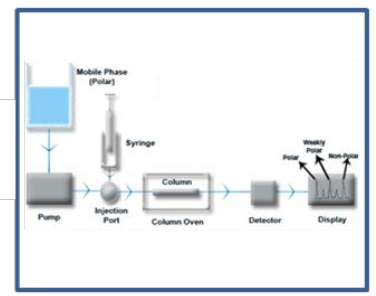 Mobile Phase
(Polar)
Syringe
Weakly
Polar
Polar
Non-Polar
Column
Pump
Injection
Port
Column Oven
Detector
Display